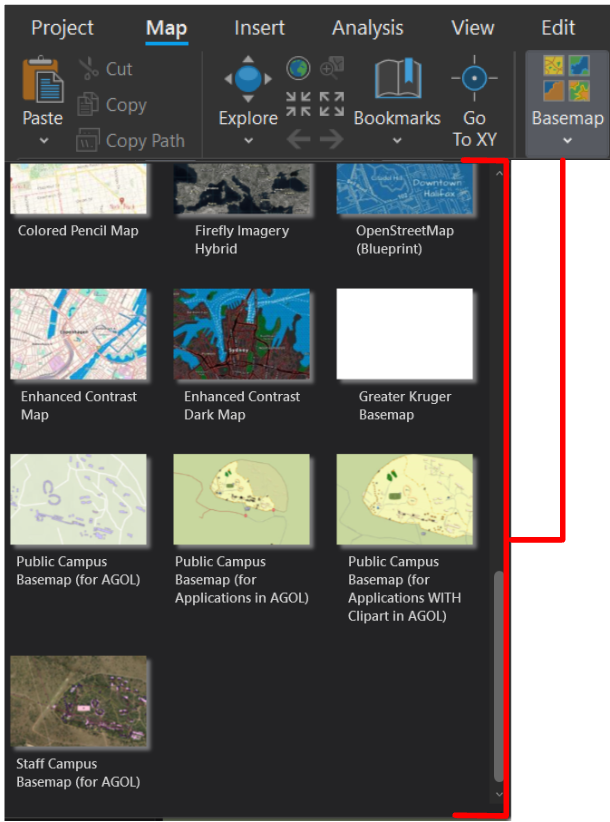 Project Map Insert Analysis View Edit
Cut
Copy
Copy Path
Paste
Explore
Bookmarks
Go
To XY
Basemap
Downtown
Halifax
Colored Pencil Map
Firefly Imagery
Hybrid
OpenStreetMap
(Blueprint)
Sydney
Enhanced Contrast
Map
Enhanced Contrast
Dark Map
Greater Kruger
Basemap
Public Campus
Basemap (for AGOL)
Public Campus
Basemap (for
Applications in AGOL)
Public Campus
Basemap (for
Applications WITH
Clipart in AGOL)
Staff Campus
Basemap (for AGOL)